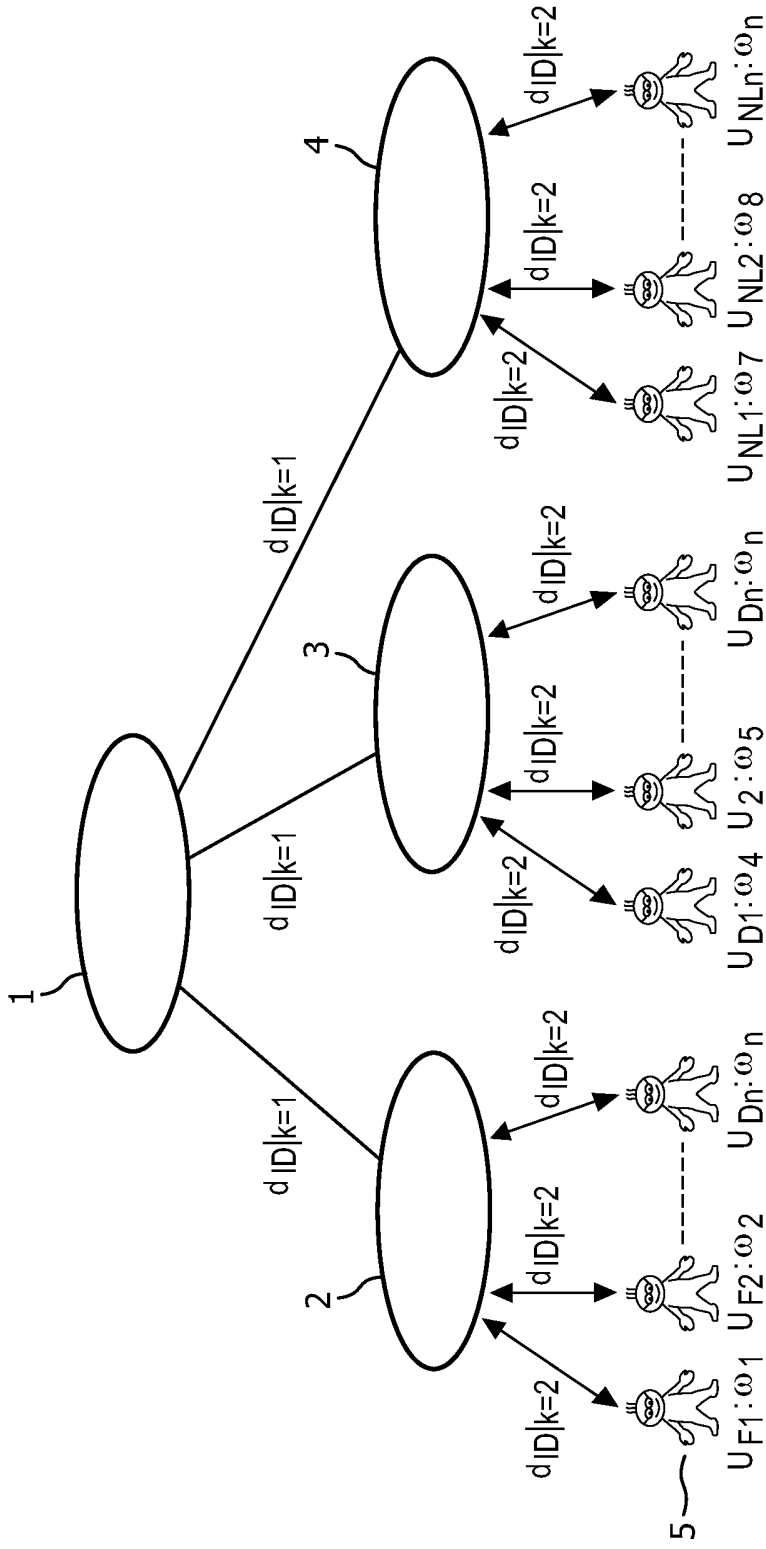 1
d_ID|k=1
d_ID|k=1
d_ID|k=1
2
3
4
d_ID|k=2
d_ID|k=2
d_ID|k=2
d_ID|k=2
d_ID|k=2
d_ID|k=2
d_ID|k=2
d_ID|k=2
d_ID|k=2
5
U_F1:ω_1
U_F2:ω_2
U_Dn:ω_n
U_D1:ω_4
U_2:ω_5
U_Dn:ω_n
U_NL1:ω_7
U_NL2:ω_8
U_NLn:ω_n